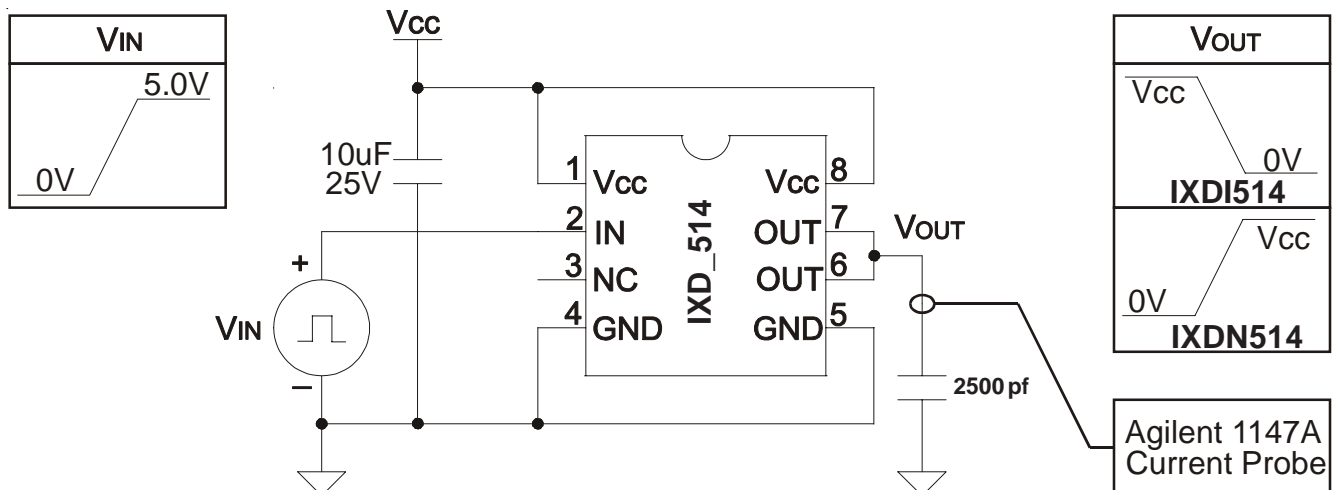 VIN
5.0V
0V
Vcc
10uF
25V
1
Vcc
2
IN
3
NC
4
GND
IXD_514
Vcc
8
OUT
7
OUT
6
GND
5
VOUT
+
VIN
–
2500 pf
VOUT
Vcc
0V
IXDI514
Vcc
0V
IXDN514
Agilent 1147A
Current Probe